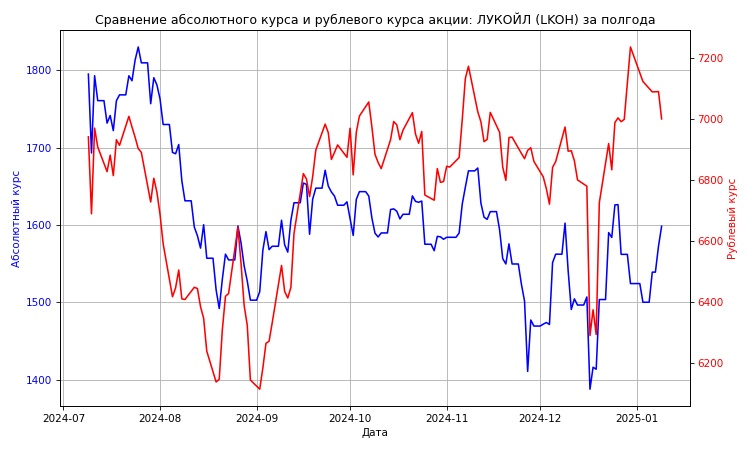 Сравнение абсолютного курса и рублевого курса акции: ЛУКОЙЛ (LKOH) за полгода
Абсолютный курс
1800
1700
1600
1500
1400
7200
7000
6800
6600
6400
6200
Рублевый курс
2024-07 2024-08 2024-09 2024-10 2024-11 2024-12 2025-01
Дата